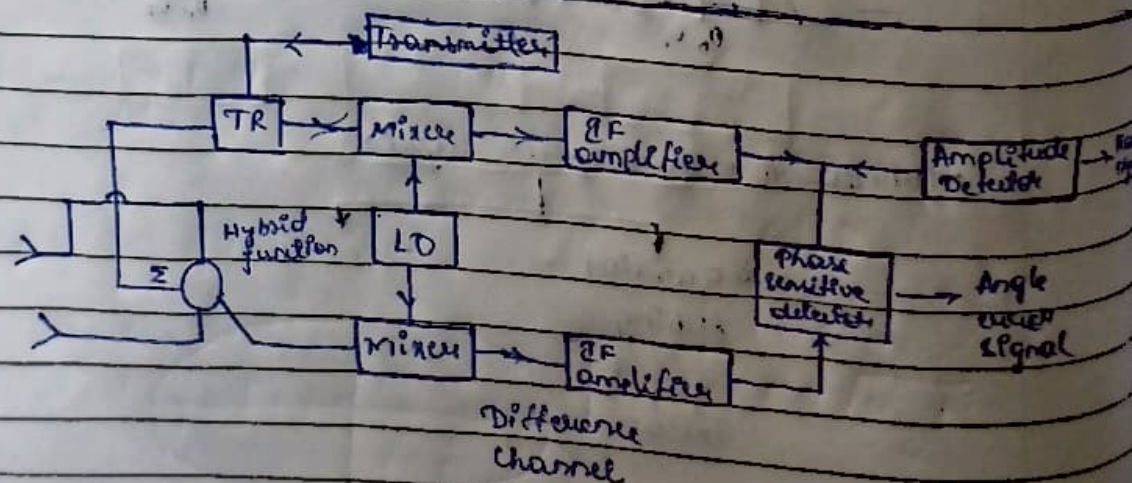 Transmitter
TR
Mixer
IF
amplifier
Amplitude
Detector
Hybrid
function
LO
Σ
Phase
sensitive
detector
Angle
error
signal
Mixer
IF
amplifier
Difference
Channel